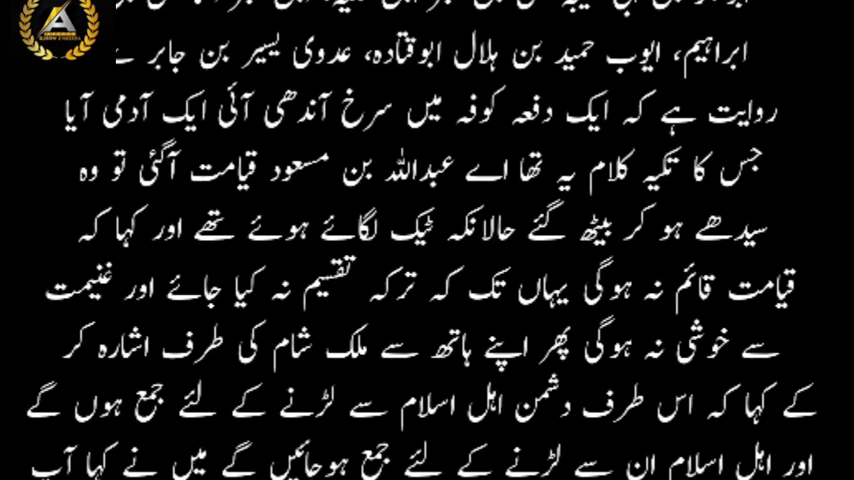 ابراہیم، ایوب حمید بن ہلال ابوقتادہ، عدوی یسیر بن جابر سے
روایت ہے کہ ایک دفعہ کوفہ میں سرخ آندھی آئی ایک آدمی آیا
جس کا تکیہ کلام یہ تھا اے عبداللہ بن مسعود قیامت آگئی تو وہ
سیدھے ہو کر بیٹھ گئے حالانکہ ٹیک لگائے ہوئے تھے اور کہا کہ
قیامت قائم نہ ہوگی یہاں تک کہ ترکہ تقسیم نہ کیا جائے اور غنیمت
سے خوشی نہ ہوگی پھر اپنے ہاتھ سے ملک شام کی طرف اشارہ کر
کے کہا کہ اس طرف دشمن اہل اسلام سے لڑنے کے لئے جمع ہوں گے
اور اہل اسلام ان سے لڑنے کے لئے جمع ہوجائیں گے میں نے کہا آپ